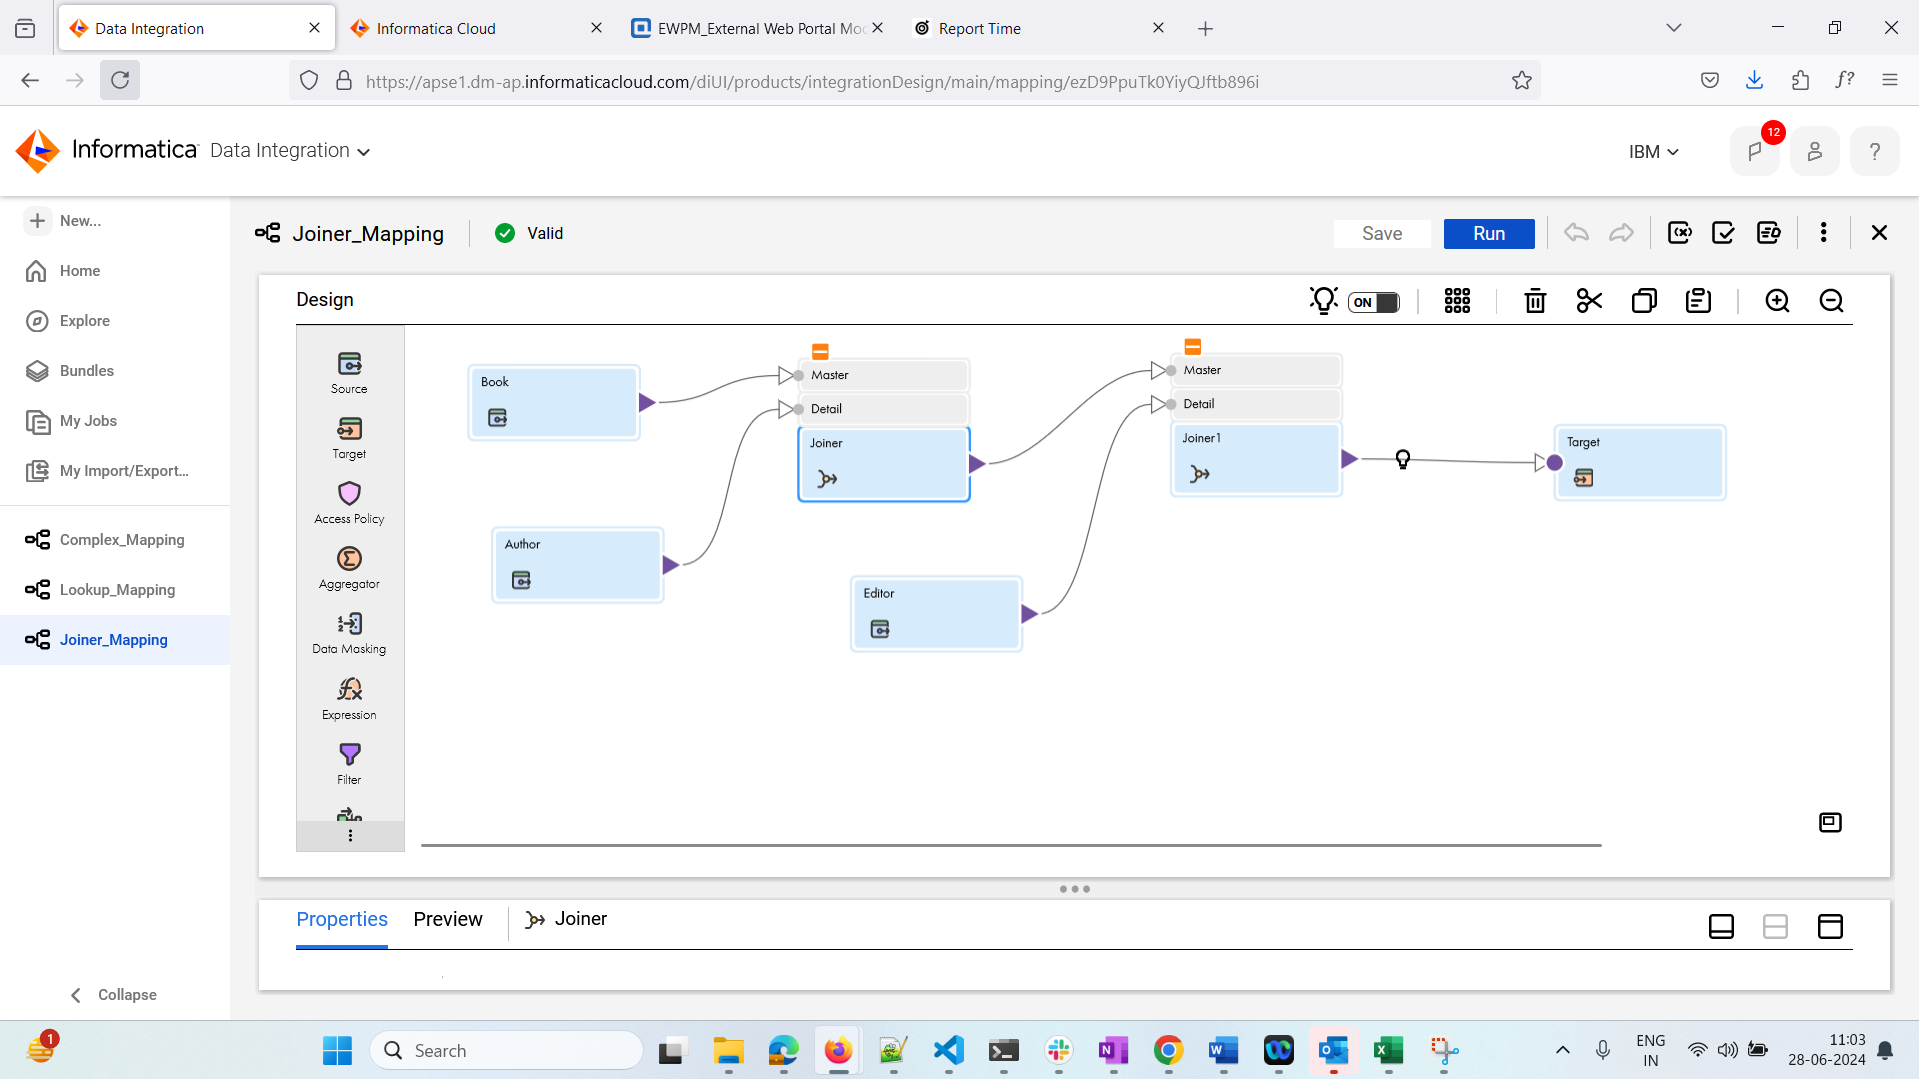 Data Integration
Informatica Cloud
EWPM_External Web Portal Mod
Report Time
https://apse1.dm-ap.informaticacloud.com/diUI/products/integrationDesign/main/mapping/ezD9PpuTk0YiyQJftb896i
Informatica Data Integration
IBM
12
New...
Home
Explore
Bundles
My Jobs
My Import/Export...
Complex_Mapping
Lookup_Mapping
Joiner_Mapping
Collapse
Joiner_Mapping
Valid
Save
Run
Design
ON
Source
Target
Access Policy
Aggregator
Data Masking
Expression
Filter
Book
Author
Master
Detail
Joiner
Editor
Master
Detail
Joiner1
Target
Properties
Preview
Joiner
1
Search
ENG
IN
11:03
28-06-2024